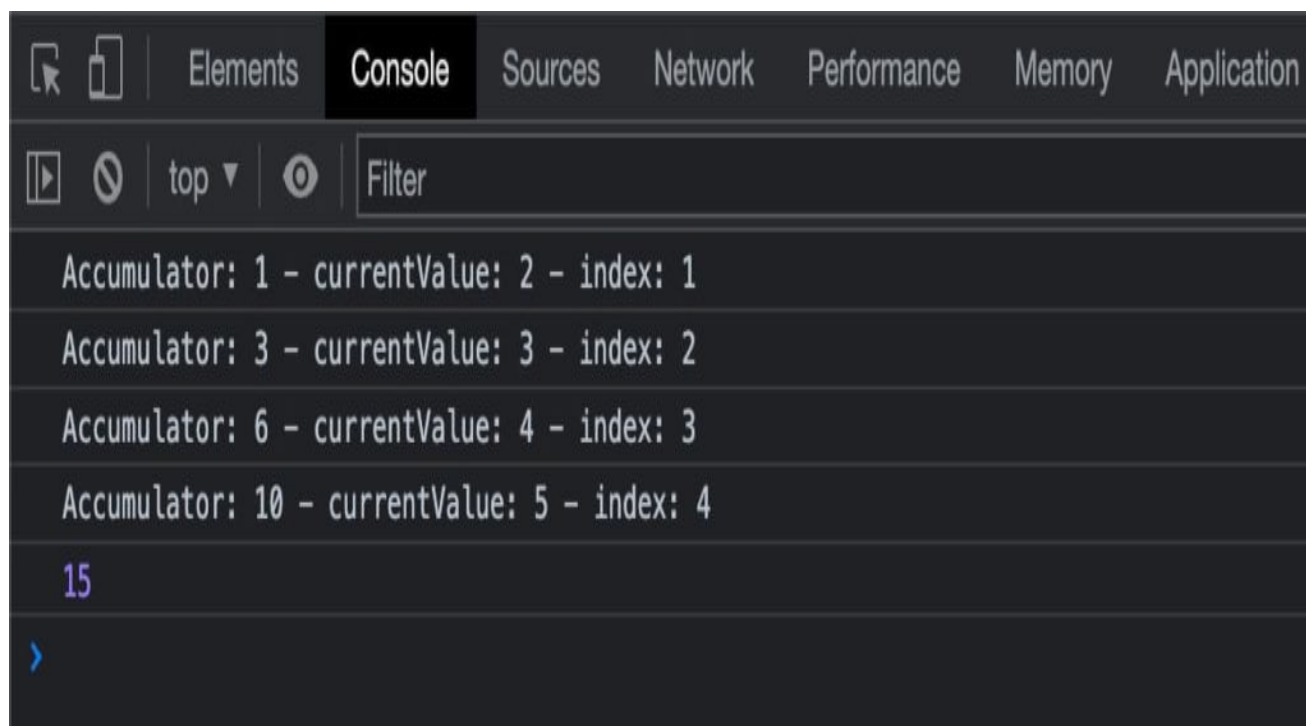 Elements Console Sources Network Performance Memory Application
top Filter
Accumulator: 1 – currentValue: 2 – index: 1
Accumulator: 3 – currentValue: 3 – index: 2
Accumulator: 6 – currentValue: 4 – index: 3
Accumulator: 10 – currentValue: 5 – index: 4
15